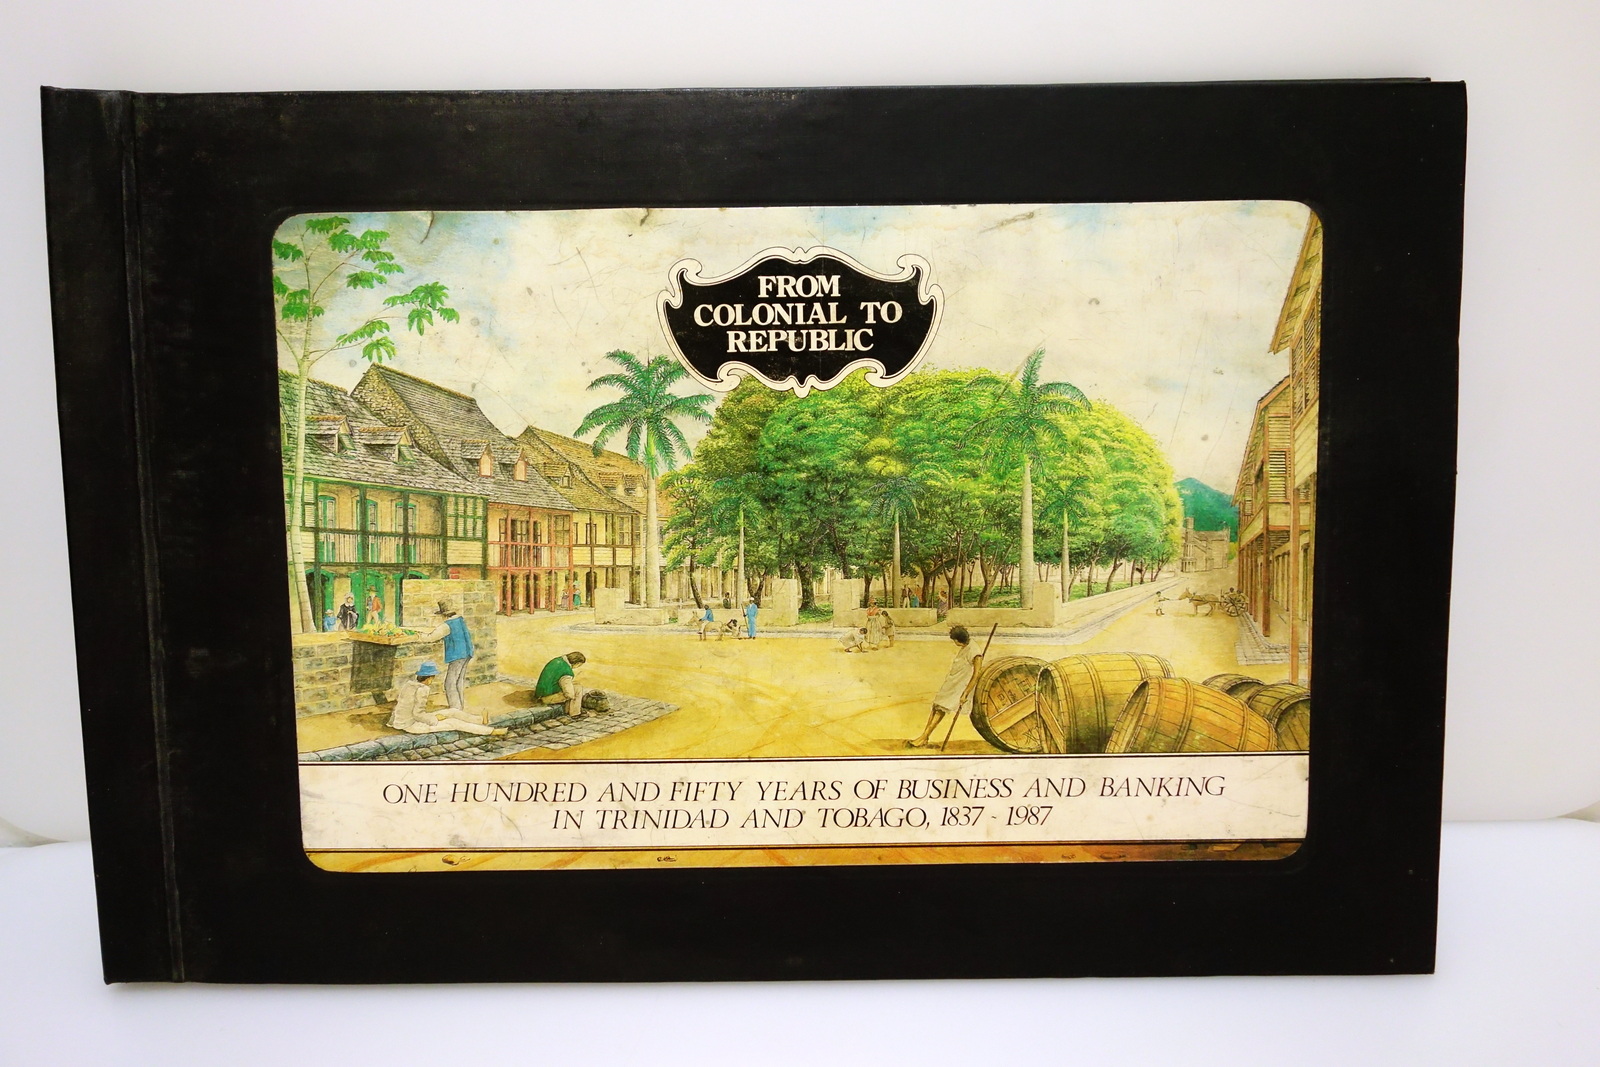 FROM
COLONIAL TO
REPUBLIC
ONE HUNDRED AND FIFTY YEARS OF BUSINESS AND BANKING
IN TRINIDAD AND TOBAGO, 1837 - 1987